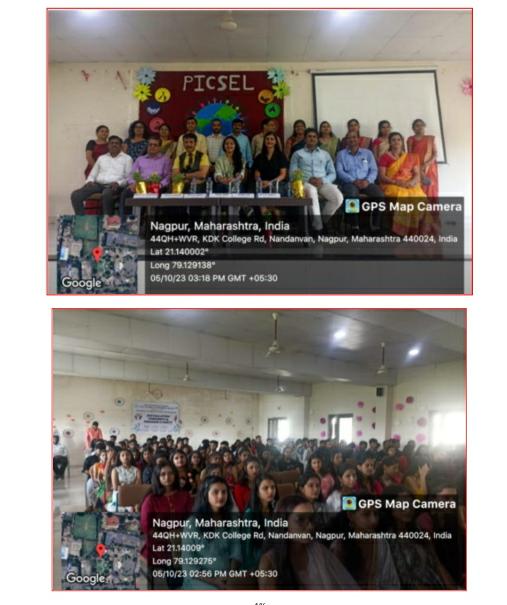 PICSEL
GPS Map Camera
Nagpur, Maharashtra, India
44QH+WVR, KDK College Rd, Nandanvan, Nagpur, Maharashtra 440024, India
Lat 21.140002°
Long 79.129138°
05/10/23 03:18 PM GMT +05:30
Google
GPS Map Camera
Nagpur, Maharashtra, India
44QH+WVR, KDK College Rd, Nandanvan, Nagpur, Maharashtra 440024, India
Lat 21.14009°
Long 79.129275°
05/10/23 02:56 PM GMT +05:30
Google